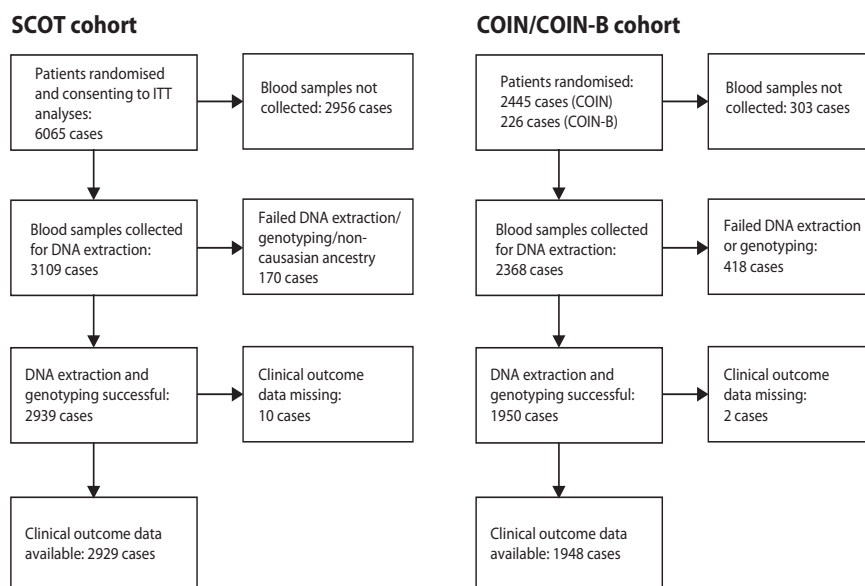 SCOT cohort
Patients randomised
and consenting to ITT
analyses:
6065 cases
Blood samples not
collected: 2956 cases
Blood samples collected
for DNA extraction:
3109 cases
Failed DNA extraction/
genotyping/non-
causasian ancestry
170 cases
DNA extraction and
genotyping successful:
2939 cases
Clinical outcome
data missing:
10 cases
Clinical outcome data
available: 2929 cases
COIN/COIN-B cohort
Patients randomised:
2445 cases (COIN)
226 cases (COIN-B)
Blood samples not
collected: 303 cases
Blood samples collected
for DNA extraction:
2368 cases
Failed DNA extraction
or genotyping:
418 cases
DNA extraction and
genotyping successful:
1950 cases
Clinical outcome
data missing:
2 cases
Clinical outcome data
available: 1948 cases